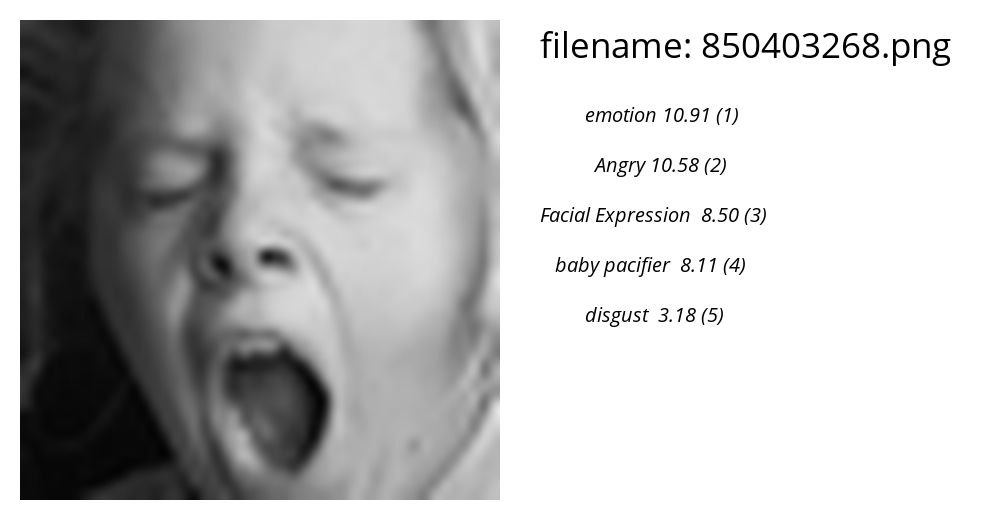 filename: 850403268.png
emotion 10.91 (1)
Angry 10.58 (2)
Facial Expression 8.50 (3)
baby pacifier 8.11 (4)
disgust 3.18 (5)